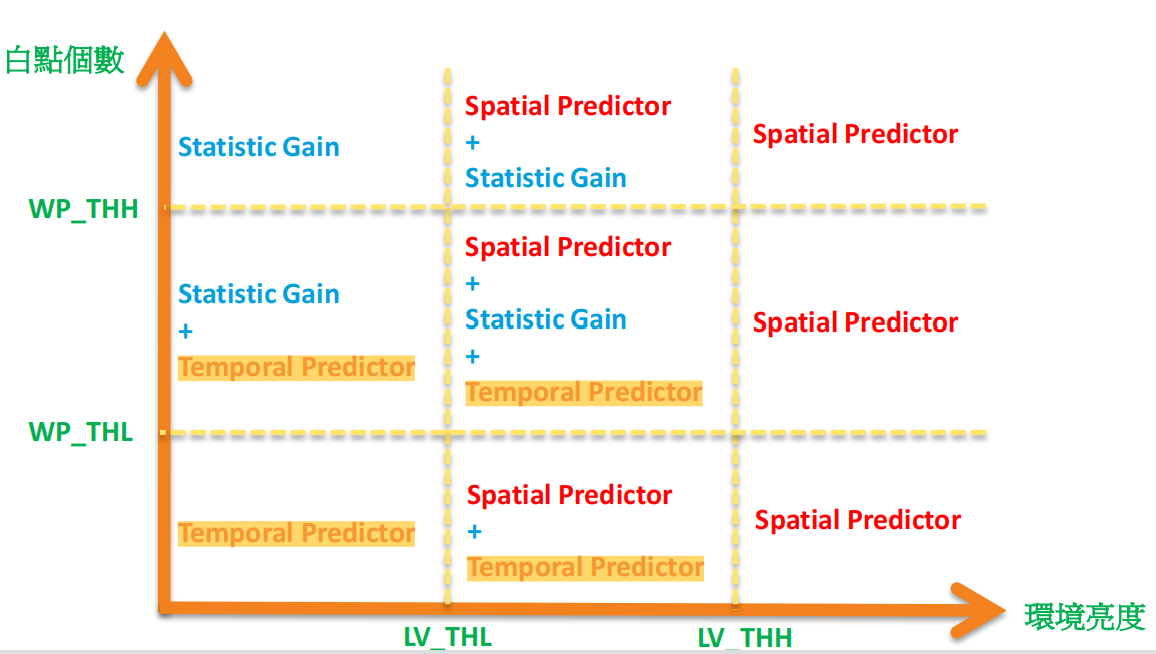 白點個數
Statistic Gain
Spatial Predictor
+
Statistic Gain
Spatial Predictor
WP_THH
Statistic Gain
+
Temporal Predictor
Spatial Predictor
+
Statistic Gain
+
Temporal Predictor
Spatial Predictor
WP_THL
Temporal Predictor
Spatial Predictor
+
Temporal Predictor
Spatial Predictor
環境亮度
LV_THL
LV_THH